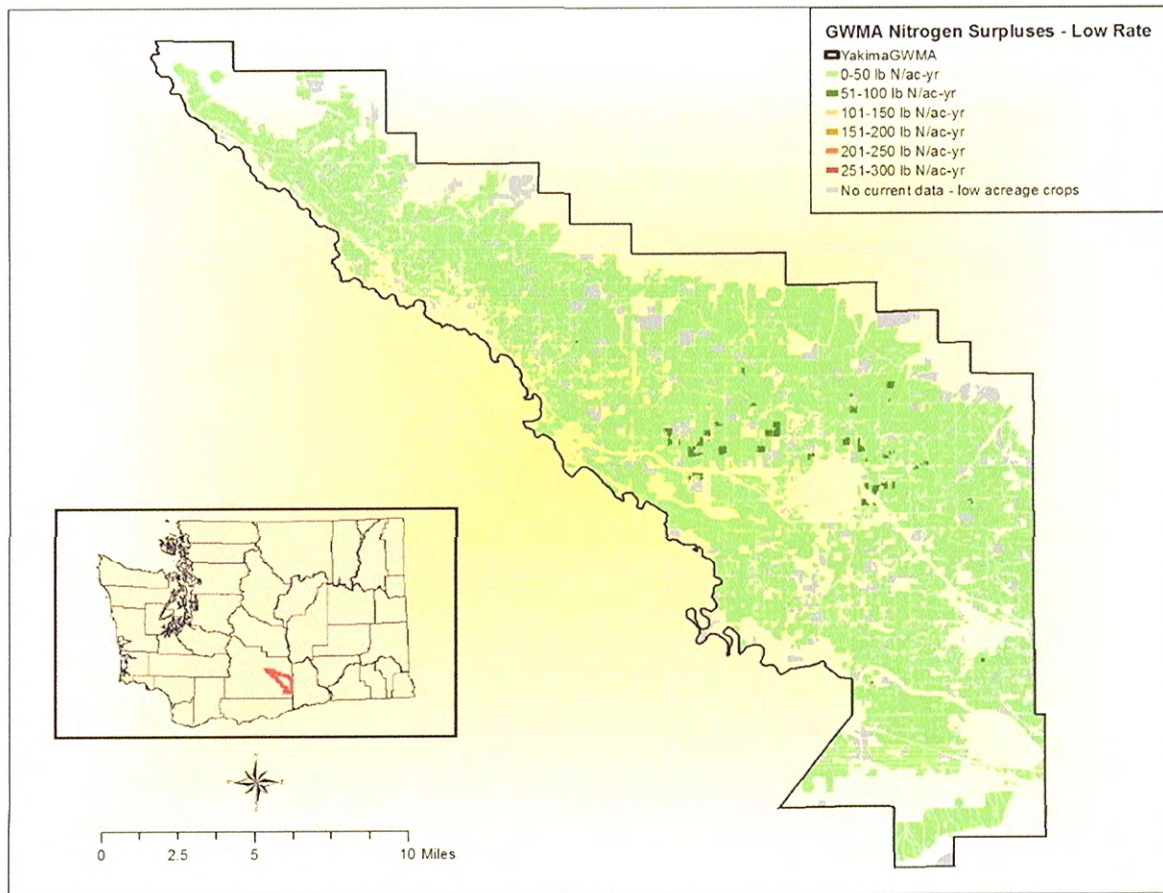 GWMA Nitrogen Surpluses - Low Rate
YakimaGWMA
0-50 lb N/ac-yr
51-100 lb N/ac-yr
101-150 lb N/ac-yr
151-200 lb N/ac-yr
201-250 lb N/ac-yr
251-300 lb N/ac-yr
No current data - low acreage crops
0 2.5 5 10 Miles